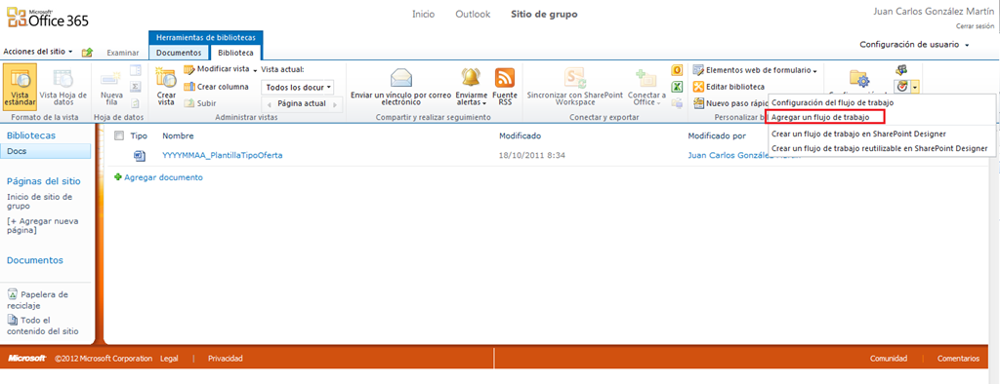 Microsoft
Office 365
Inicio
Outlook
Sitio de grupo
Juan Carlos González Martín
Cerrar sesión
Herramientas de bibliotecas
Acciones del sitio
Examinar
Documentos
Biblioteca
Configuración de usuario
Vista estándar
Vista Hoja de datos
Formato de la vista
Nueva fila
Hoja de datos
Crear vista
Modificar vista
Crear columna
Subir
Vista actual:
Todos los docur
Página actual
Administrar vistas
Enviar un vínculo por correo electrónico
Enviarme alertas
Fuente RSS
Compartir y realizar seguimiento
Sincronizar con SharePoint Workspace
Conectar a Office
Conectar y exportar
Elementos web de formulario
Editar biblioteca
Nuevo paso rápido
Personalizar b
Configuración del flujo de trabajo
Agregar un flujo de trabajo
Crear un flujo de trabajo en SharePoint Designer
Crear un flujo de trabajo reutilizable en SharePoint Designer
Bibliotecas
Docs
Páginas del sitio
Inicio de sitio de grupo
[+ Agregar nueva página]
Documentos
Papelera de reciclaje
Todo el contenido del sitio
Tipo
Nombre
Modificado
Modificado por
YYYYMMAA_PlantillaTipoOferta
18/10/2011 8:34
Juan Carlos
Agregar documento
Microsoft
©2012 Microsoft Corporation
Legal
|
Privacidad
Comunidad
|
Comentarios